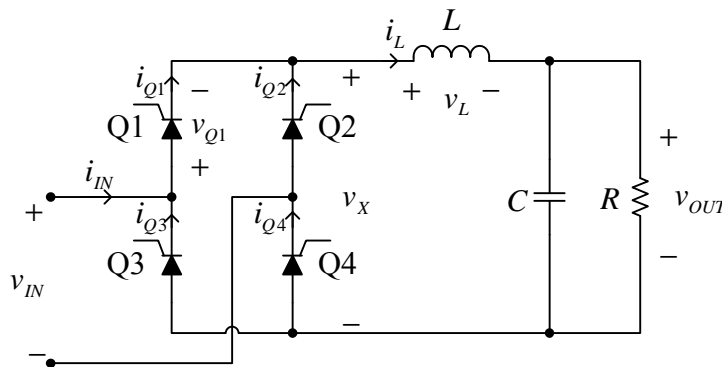 i_L L
i_Q1 − i_Q2 + + v_L −
Q1 v_Q1 Q2
+
i_IN
+ i_Q3 i_Q4 v_X C R + v_OUT −
v_IN Q3 Q4
− −